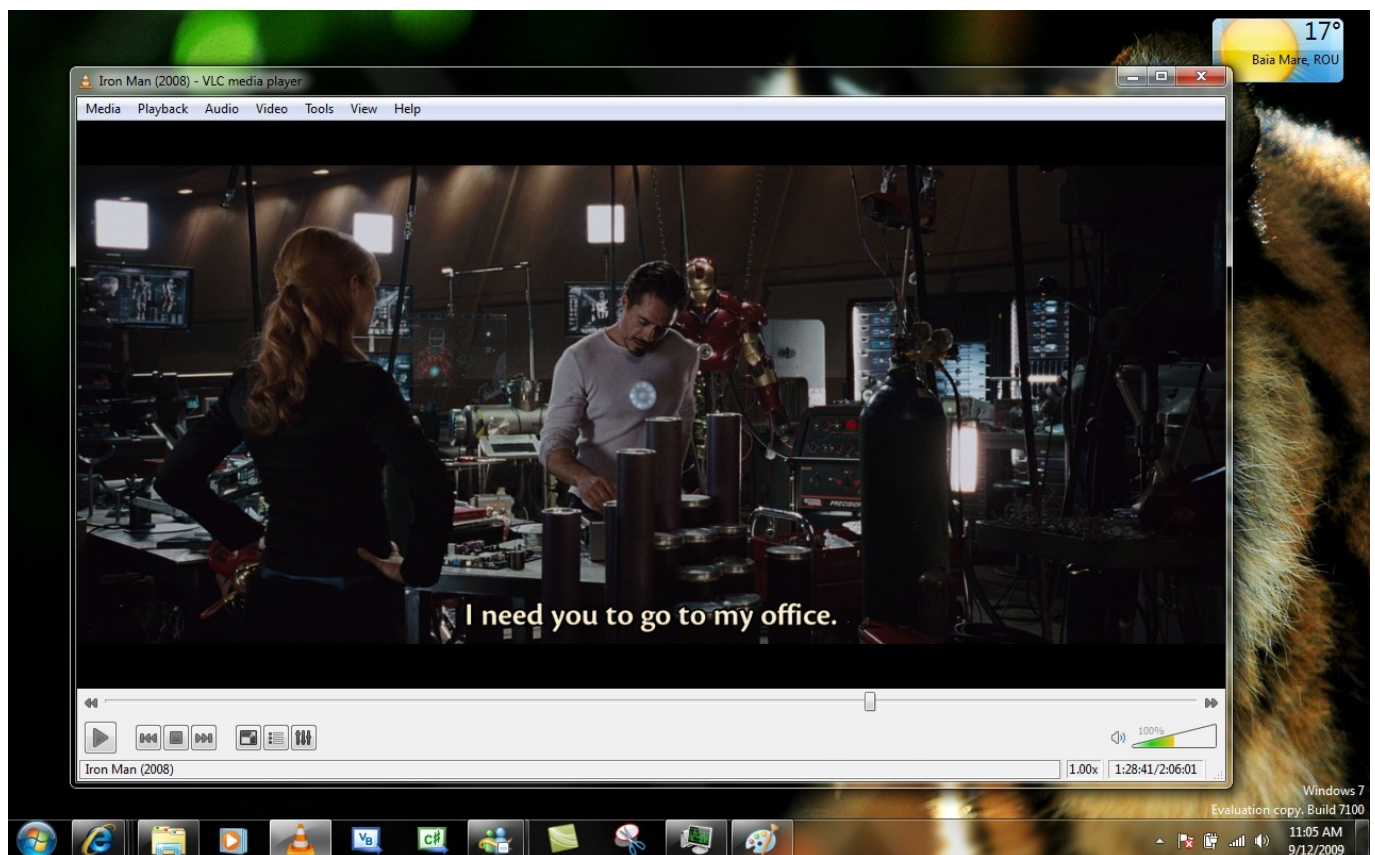 17°
Baia Mare, ROU
Iron Man (2008) - VLC media player
Media Playback Audio Video Tools View Help
PRECISION
I need you to go to my office.
100%
Iron Man (2008)
1.00x 1:28:41/2:06:01
Windows 7
Evaluation copy. Build 7100
VB
C#
11:05 AM
9/12/2009